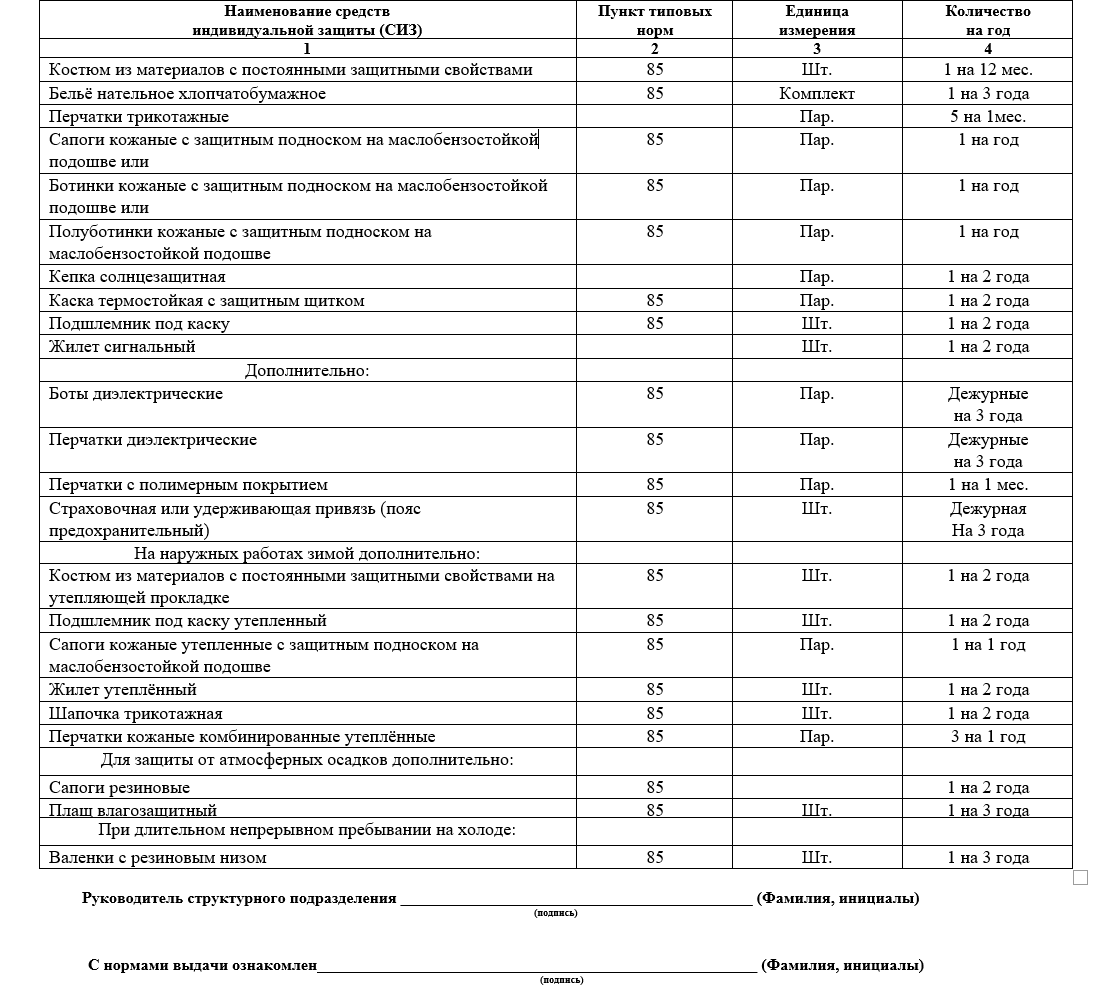 Наименование средств Пункт типовых Единица Количество
индивидуальной защиты (СИЗ) норм измерения на год
1 2 3 4
Костюм из материалов с постоянными защитными свойствами 85 Шт. 1 на 12 мес.
Бельё нательное хлопчатобумажное 85 Комплект 1 на 3 года
Перчатки трикотажные Пар. 5 на 1мес.
Сапоги кожаные с защитным подноском на маслобензостойкой 85 Пар. 1 на год
подошве или
Ботинки кожаные с защитным подноском на маслобензостойкой 85 Пар. 1 на год
подошве или
Полуботинки кожаные с защитным подноском на 85 Пар. 1 на год
маслобензостойкой подошве
Кепка солнцезащитная Пар. 1 на 2 года
Каска термостойкая с защитным щитком 85 Пар. 1 на 2 года
Подшлемник под каску 85 Шт. 1 на 2 года
Жилет сигнальный Шт. 1 на 2 года
Дополнительно:
Боты диэлектрические 85 Пар. Дежурные
на 3 года
Перчатки диэлектрические 85 Пар. Дежурные
на 3 года
Перчатки с полимерным покрытием 85 Пар. 1 на 1 мес.
Страховочная или удерживающая привязь (пояс 85 Шт. Дежурная
предохранительный) На 3 года
На наружных работах зимой дополнительно:
Костюм из материалов с постоянными защитными свойствами на 85 Шт. 1 на 2 года
утепляющей прокладке
Подшлемник под каску утепленный 85 Шт. 1 на 2 года
Сапоги кожаные утепленные с защитным подноском на 85 Пар. 1 на 1 год
маслобензостойкой подошве
Жилет утеплённый 85 Шт. 1 на 2 года
Шапочка трикотажная 85 Шт. 1 на 2 года
Перчатки кожаные комбинированные утеплённые 85 Пар. 3 на 1 год
Для защиты от атмосферных осадков дополнительно:
Сапоги резиновые 85 1 на 2 года
Плащ влагозащитный 85 Шт. 1 на 3 года
При длительном непрерывном пребывании на холоде:
Валенки с резиновым низом 85 Шт. 1 на 3 года
Руководитель структурного подразделения ________________________ (Фамилия, инициалы)
(подпись)
С нормами выдачи ознакомлен______________________________ (Фамилия, инициалы)
(подпись)